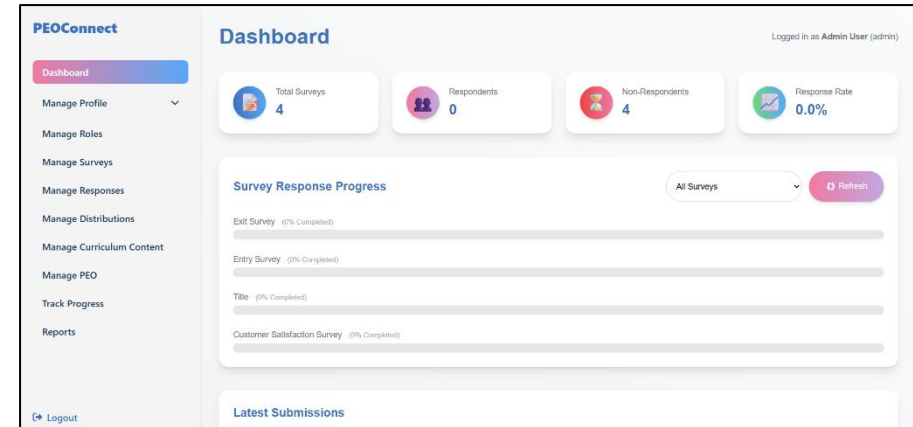 PEOConnect
Dashboard
Manage Profile
Manage Roles
Manage Surveys
Manage Responses
Manage Distributions
Manage Curriculum Content
Manage PEO
Track Progress
Reports
Logout
Dashboard
Logged in as Admin User (admin)
Total Surveys
4
Respondents
0
Non-Respondents
4
Response Rate
0.0%
Survey Response Progress
All Surveys
Refresh
Exit Survey (0% Completed)
Entry Survey (0% Completed)
Title (0% Completed)
Customer Satisfaction Survey (0% Completed)
Latest Submissions